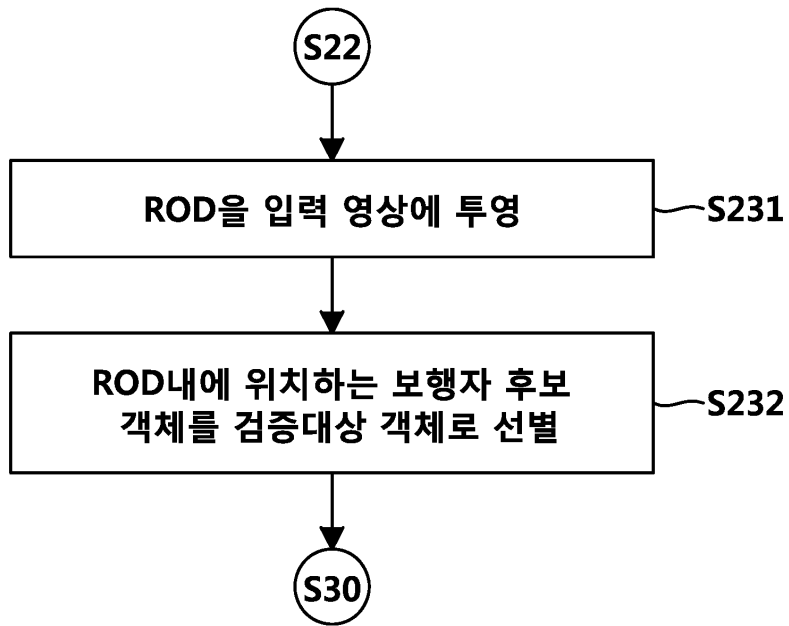 S22
ROD을 입력 영상에 투영
S231
ROD내에 위치하는 보행자 후보
객체를 검증대상 객체로 선별
S232
S30